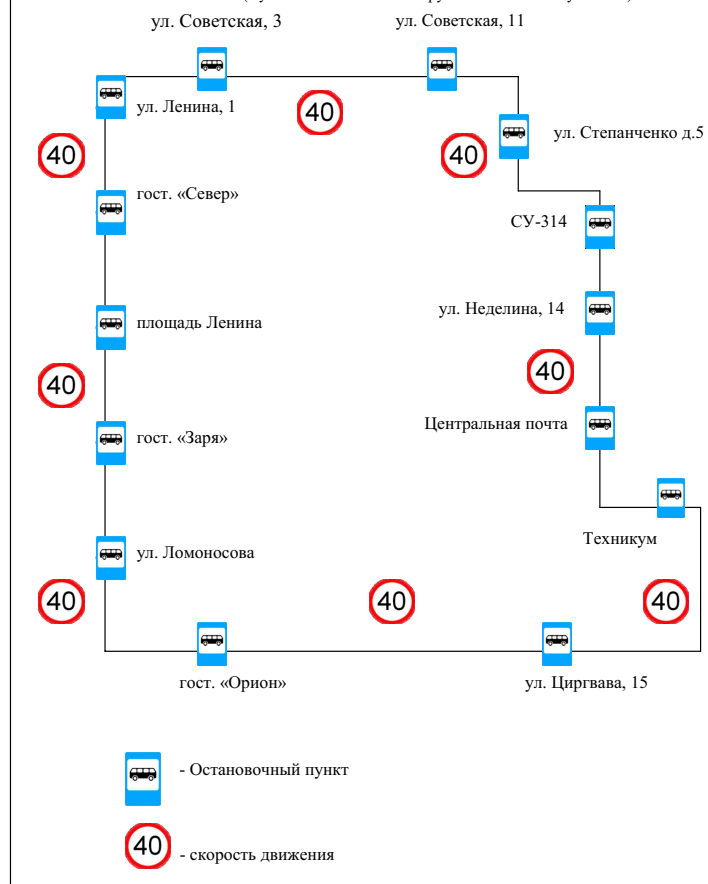 ул. Советская, 3
ул. Советская, 11
ул. Ленина, 1
40
40
40
ул. Степанченко д.5
гост. «Север»
СУ-314
площадь Ленина
ул. Неделина, 14
40
40
гост. «Заря»
Центральная почта
ул. Ломоносова
Техникум
40
40
40
гост. «Орион»
ул. Циргвава, 15
- Остановочный пункт
40
- скорость движения